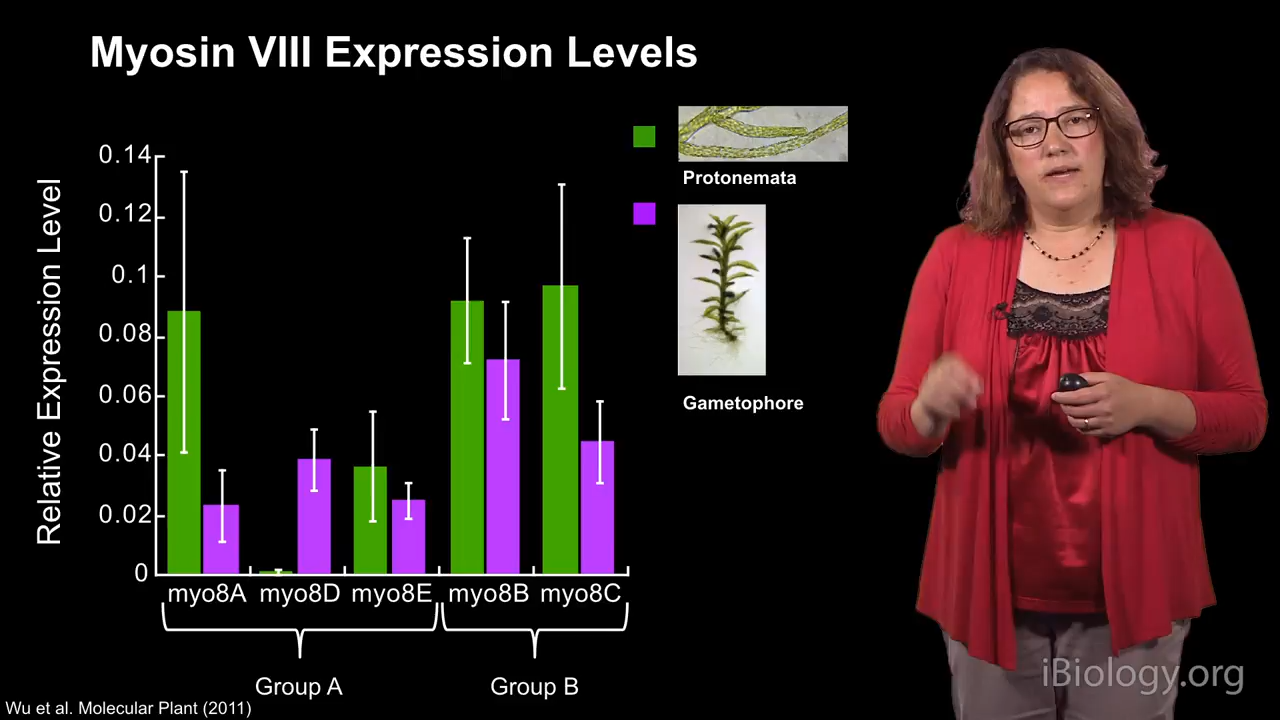 Myosin VIII Expression Levels
Relative Expression Level
0.14
0.12
0.1
0.08
0.06
0.04
0.02
0
myo8A myo8D myo8E myo8B myo8C
Group A Group B
Protonemata
Gametophore
Wu et al. Molecular Plant (2011)
iBiology.org